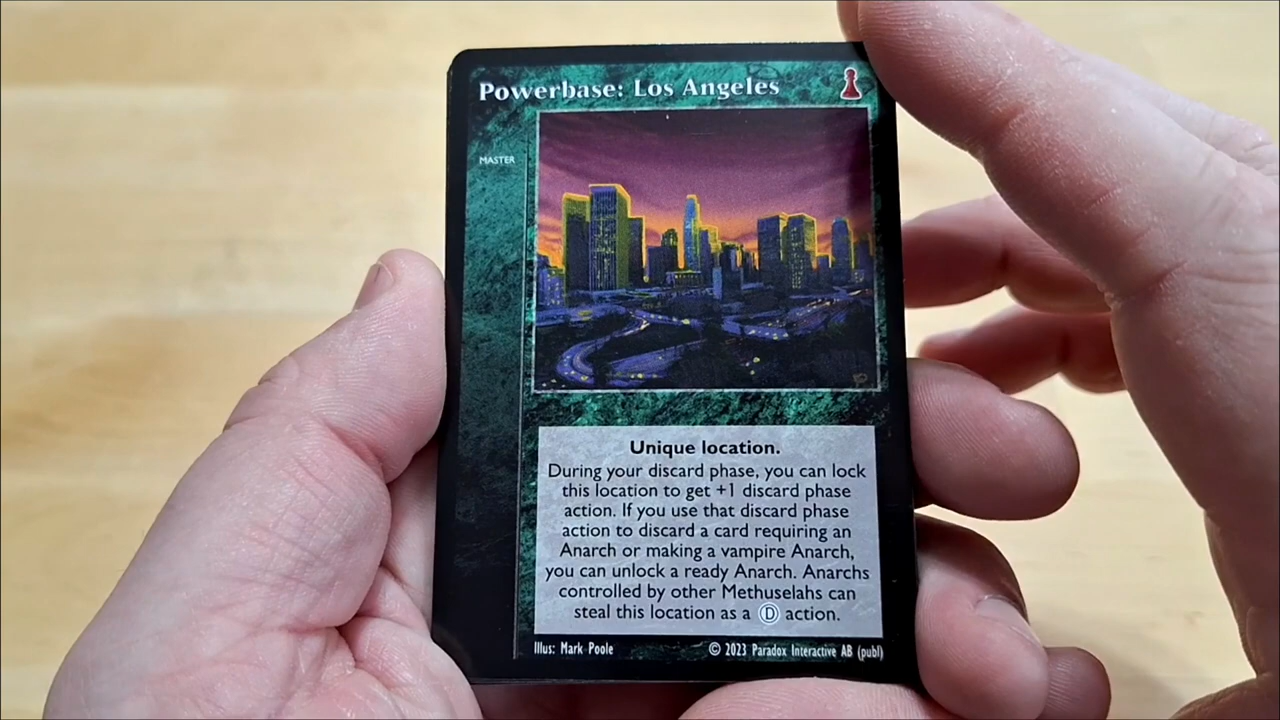 Powerbase: Los Angeles
MASTER
Unique location.
During your discard phase, you can lock
this location to get +1 discard phase
action. If you use that discard phase
action to discard a card requiring an
Anarch or making a vampire Anarch,
you can unlock a ready Anarch. Anarchs
controlled by other Methuselahs can
steal this location as a Ⓓ action.
Illus: Mark Poole © 2023 Paradox Interactive AB (publ)